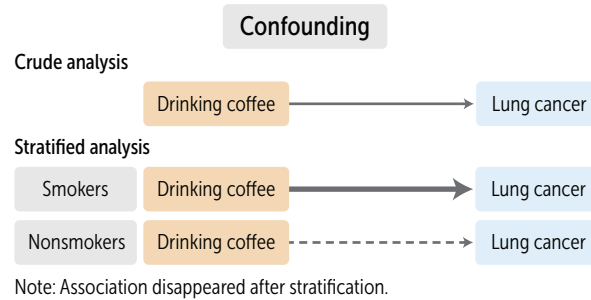 Confounding
Crude analysis
Drinking coffee Lung cancer
Stratified analysis
Smokers Drinking coffee Lung cancer
Nonsmokers Drinking coffee Lung cancer
Note: Association disappeared after stratification.